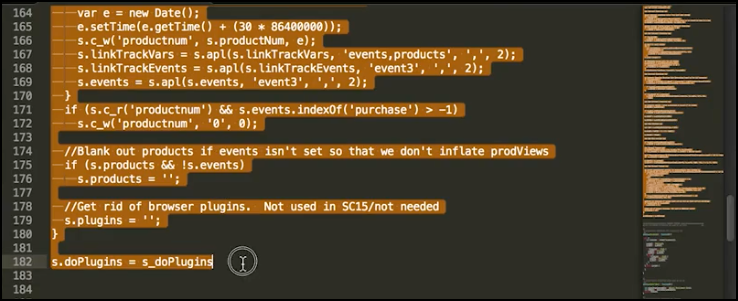 164 var e = new Date();
165 e.setTime(e.getTime() + (30 * 86400000));
166 s.c_w('productnum', s.productNum, e);
167 s.linkTrackVars = s.apl(s.linkTrackVars, 'events,products', ',', 2);
168 s.linkTrackEvents = s.apl(s.linkTrackEvents, 'event3', ',', 2);
169 s.events = s.apl(s.events, 'event3', ',', 2);
170 }
171 if (s.c_r('productnum') && s.events.indexOf('purchase') > -1)
172 s.c_w('productnum', '0', 0);
173
174 //Blank out products if events isn't set so that we don't inflate prodViews
175 if (s.products && !s.events)
176 s.products = '';
177
178 //Get rid of browser plugins.  Not used in SC15/not needed
179 s.plugins = '';
180 }
181
182 s.doPlugins = s_doPlugins
183
184